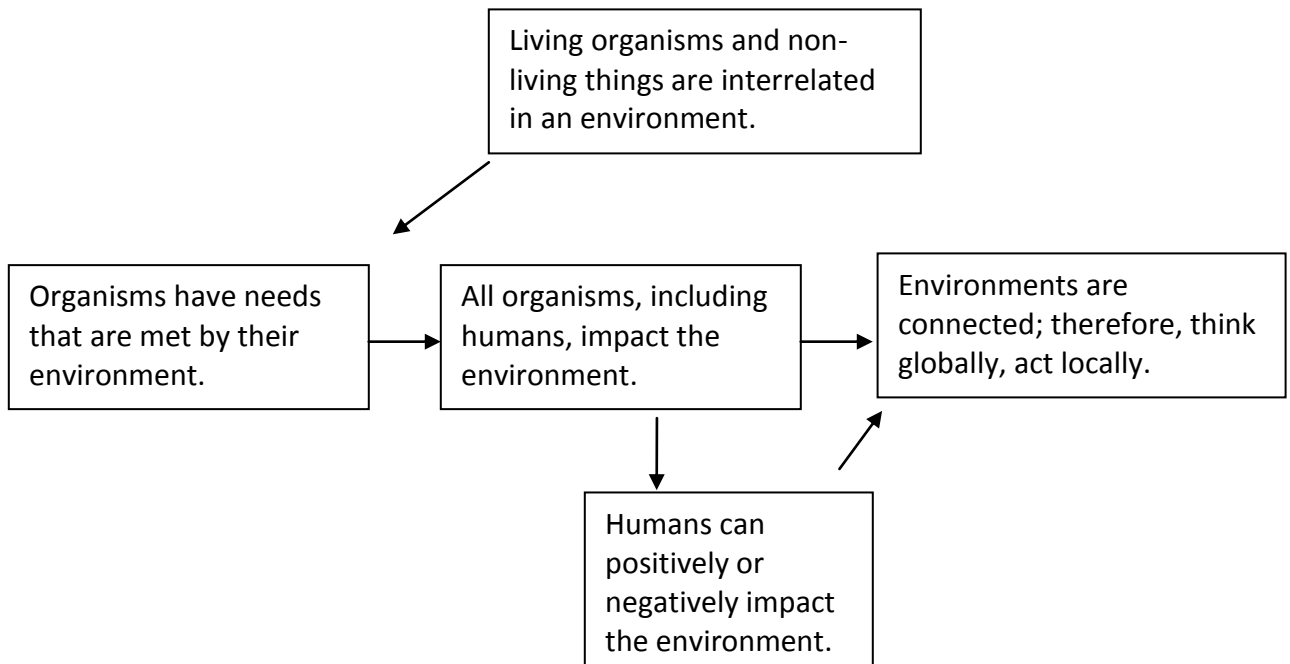 Living organisms and non-
living things are interrelated
in an environment.
Organisms have needs
that are met by their
environment.
All organisms, including
humans, impact the
environment.
Environments are
connected; therefore, think
globally, act locally.
Humans can
positively or
negatively impact
the environment.